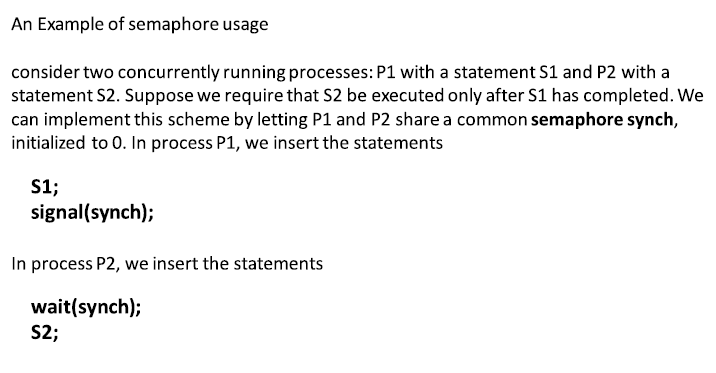 An Example of semaphore usage
consider two concurrently running processes: P1 with a statement S1 and P2 with a
statement S2. Suppose we require that S2 be executed only after S1 has completed. We
can implement this scheme by letting P1 and P2 share a common semaphore synch,
initialized to 0. In process P1, we insert the statements
S1;
signal(synch);
In process P2, we insert the statements
wait(synch);
S2;